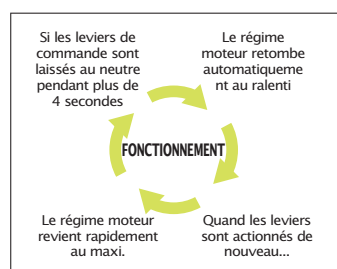 Si les leviers de
commande sont
laissés au neutre
pendant plus de
4 secondes
Le régime
moteur retombe
automatiqueme
nt au ralenti
FONCTIONNEMENT
Quand les leviers
sont actionnés de
nouveau...
Le régime moteur
revient rapidement
au maxi.